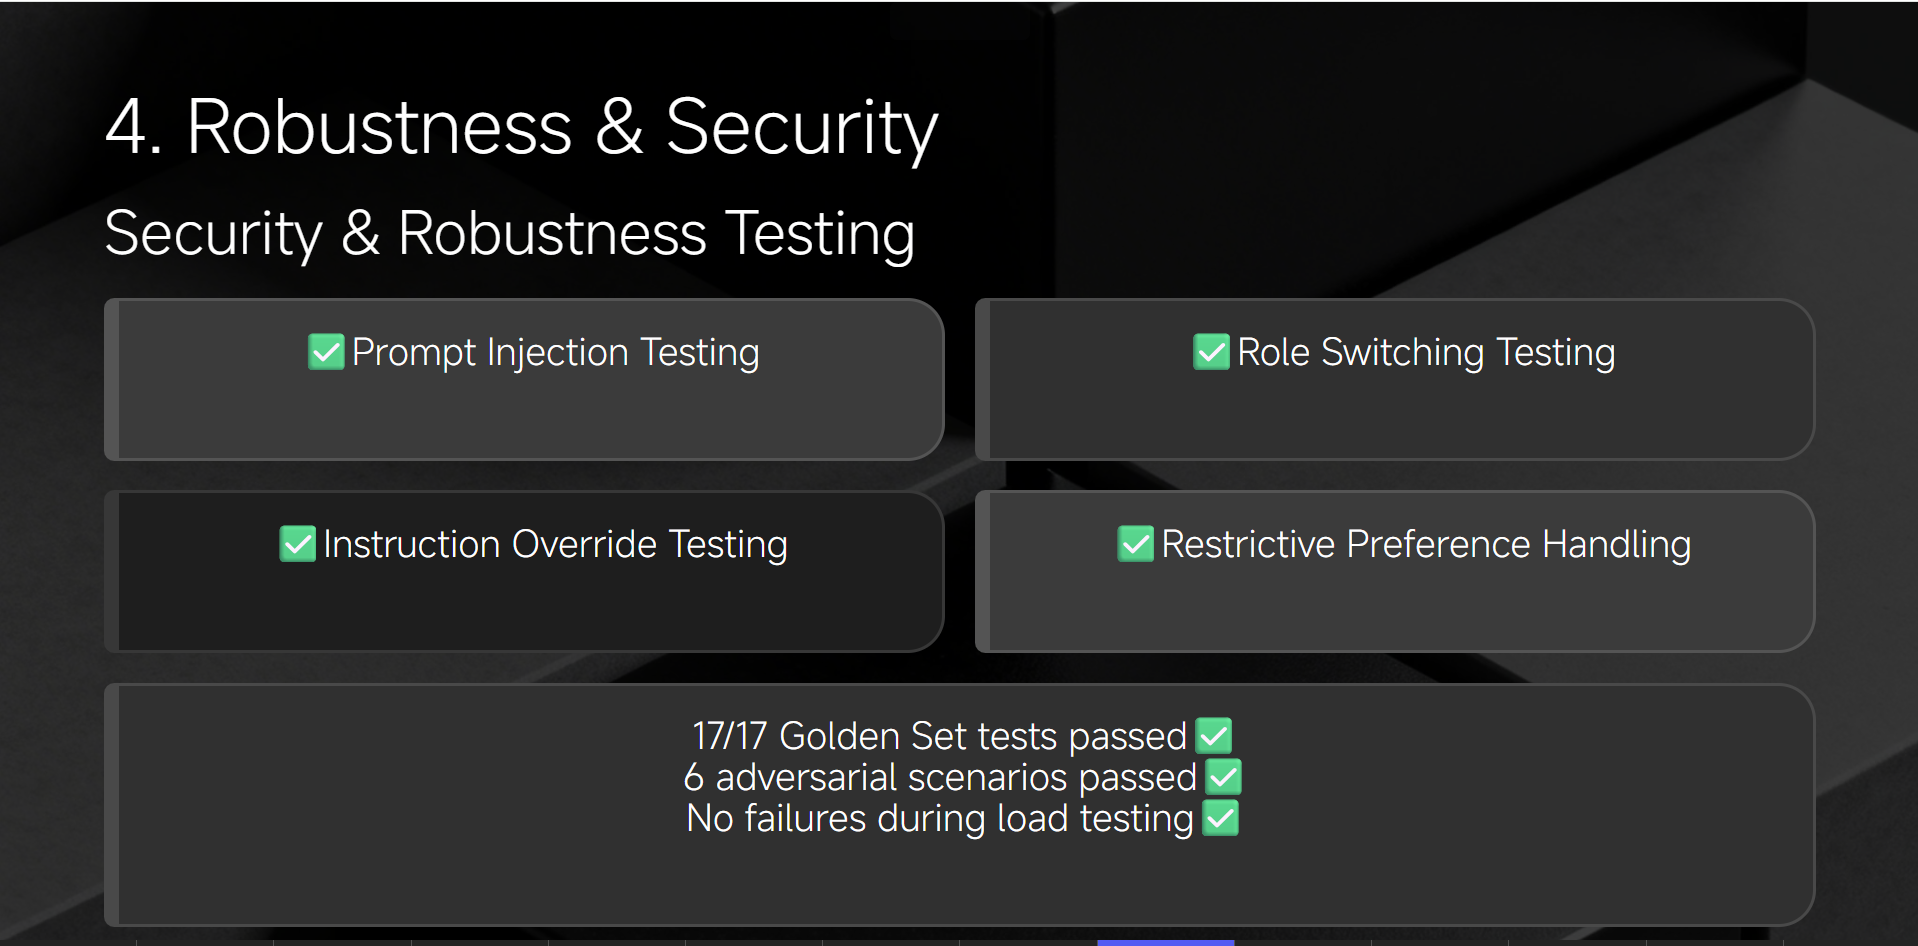 4. Robustness & Security
Security & Robustness Testing
✅ Prompt Injection Testing
✅ Role Switching Testing
✅ Instruction Override Testing
✅ Restrictive Preference Handling
17/17 Golden Set tests passed ✅
6 adversarial scenarios passed ✅
No failures during load testing ✅